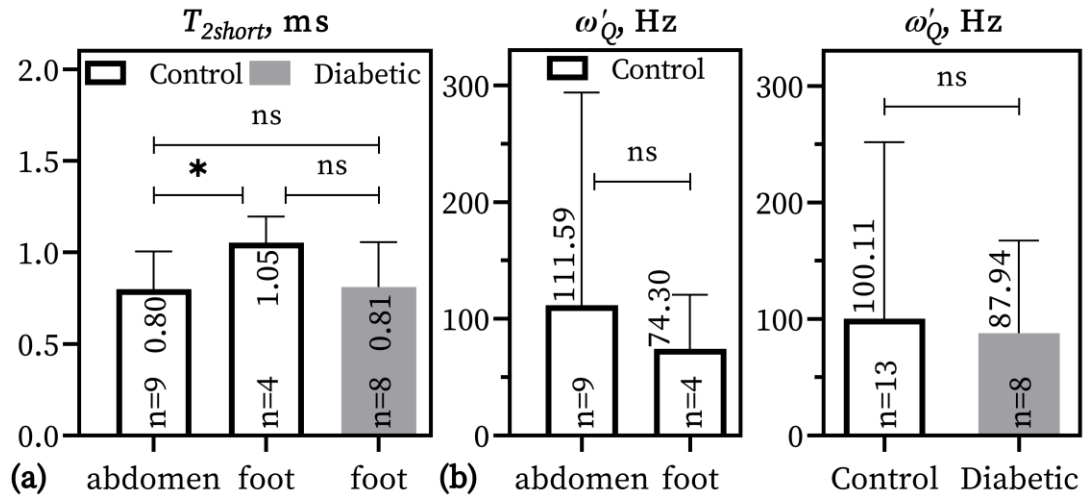 T2short, ms
2.0
1.5
1.0
0.5
0.0
Control
Diabetic
ns
*
ns
0.80
1.05
0.81
n=9
n=4
n=8
(a)
abdomen
foot
foot
ω′Q, Hz
300
200
100
0
Control
ns
111.59
74.30
n=9
n=4
(b)
abdomen
foot
ω′Q, Hz
300
200
100
0
ns
100.11
87.94
n=13
n=8
Control
Diabetic